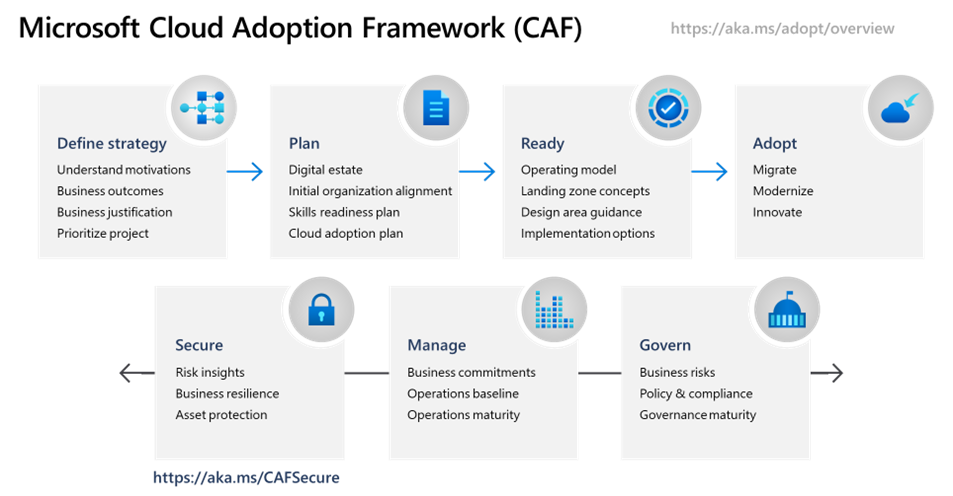 Microsoft Cloud Adoption Framework (CAF)
https://aka.ms/adopt/overview
Define strategy
Understand motivations
Business outcomes
Business justification
Prioritize project
Plan
Digital estate
Initial organization alignment
Skills readiness plan
Cloud adoption plan
Ready
Operating model
Landing zone concepts
Design area guidance
Implementation options
Adopt
Migrate
Modernize
Innovate
Secure
Risk insights
Business resilience
Asset protection
Manage
Business commitments
Operations baseline
Operations maturity
Govern
Business risks
Policy & compliance
Governance maturity
https://aka.ms/CAFSecure